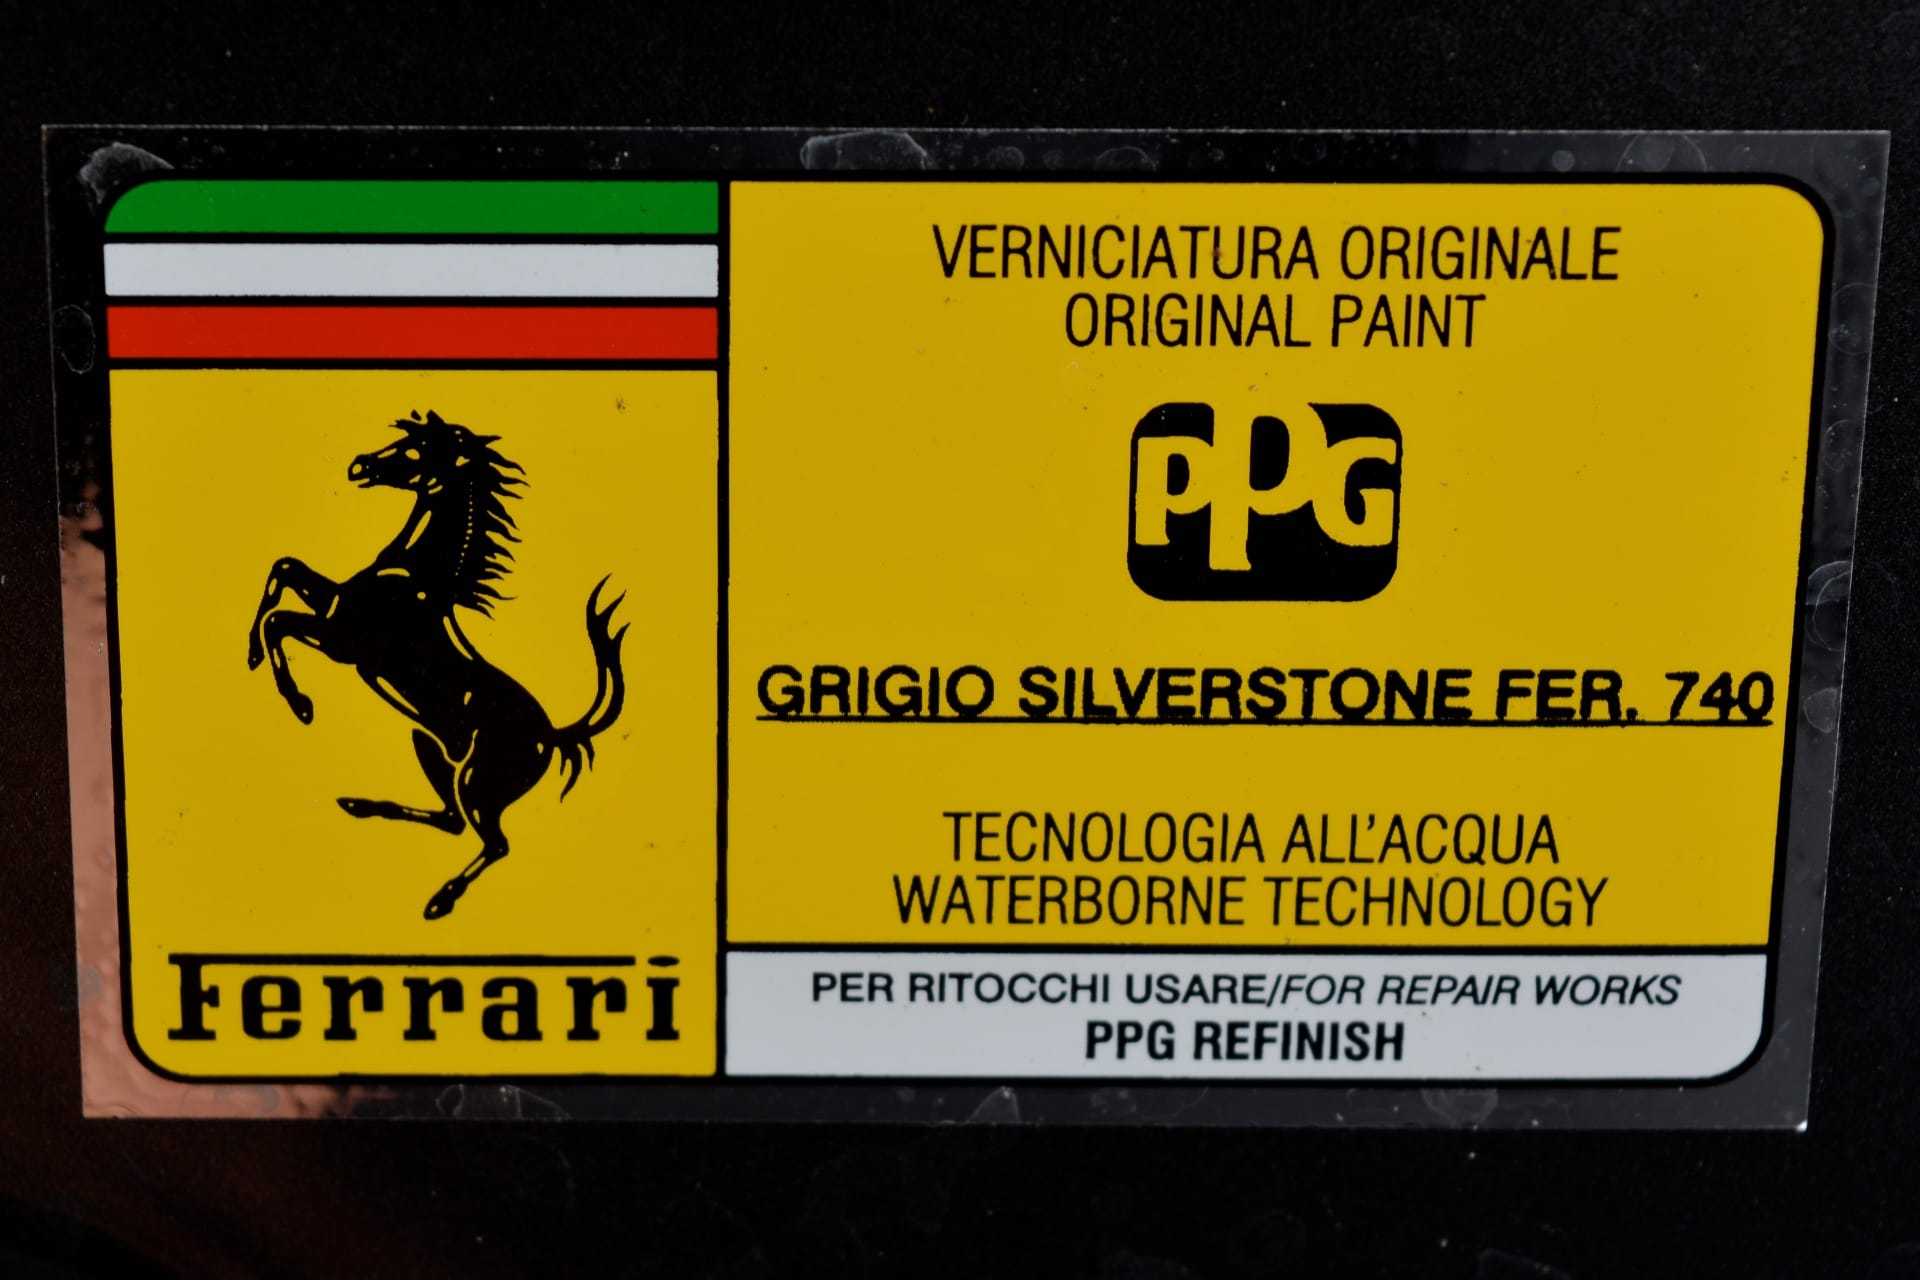 Ferrari
VERNICIATURA ORIGINALE
ORIGINAL PAINT
PPG
GRIGIO SILVERSTONE FER. 740
TECNOLOGIA ALL'ACQUA
WATERBORNE TECHNOLOGY
PER RITOCCHI USARE/FOR REPAIR WORKS
PPG REFINISH